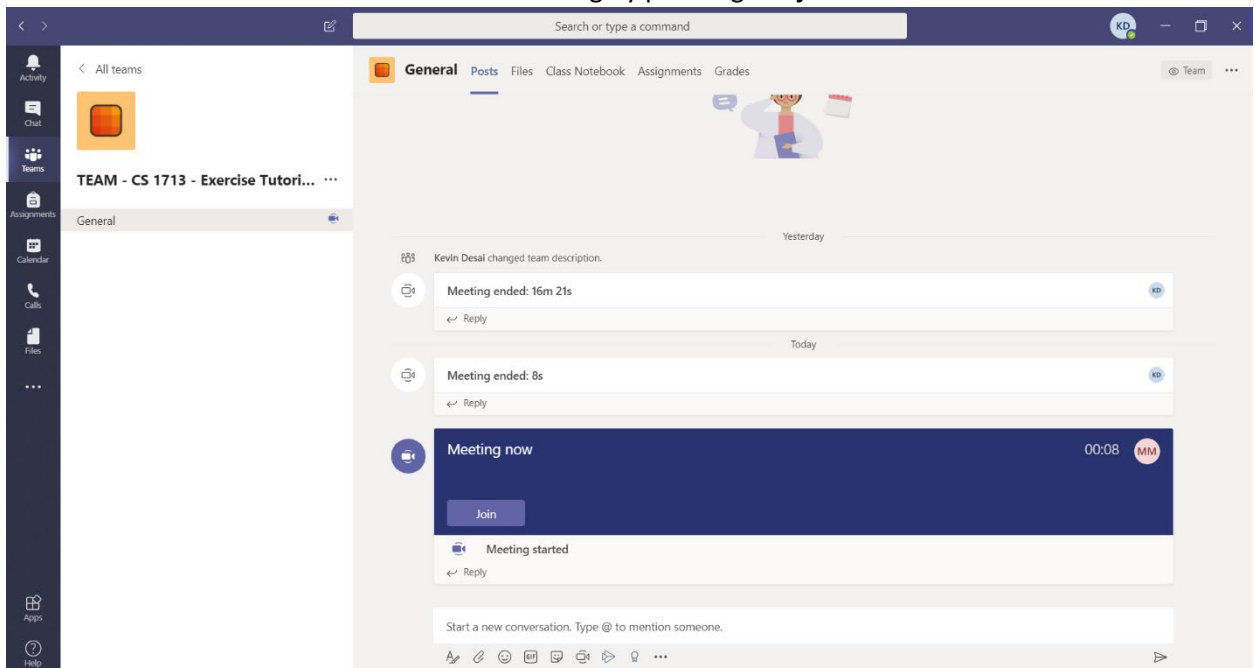 Search or type a command
KD
Activity
Chat
Teams
Assignments
Calendar
Calls
Files
Apps
Help
All teams
TEAM - CS 1713 - Exercise Tutori...
General
General Posts Files Class Notebook Assignments Grades
Team
Yesterday
Kevin Desai changed team description.
Meeting ended: 16m 21s
KD
Reply
Today
Meeting ended: 8s
KD
Reply
Meeting now
00:08 MM
Join
Meeting started
Reply
Start a new conversation. Type @ to mention someone.
GIF